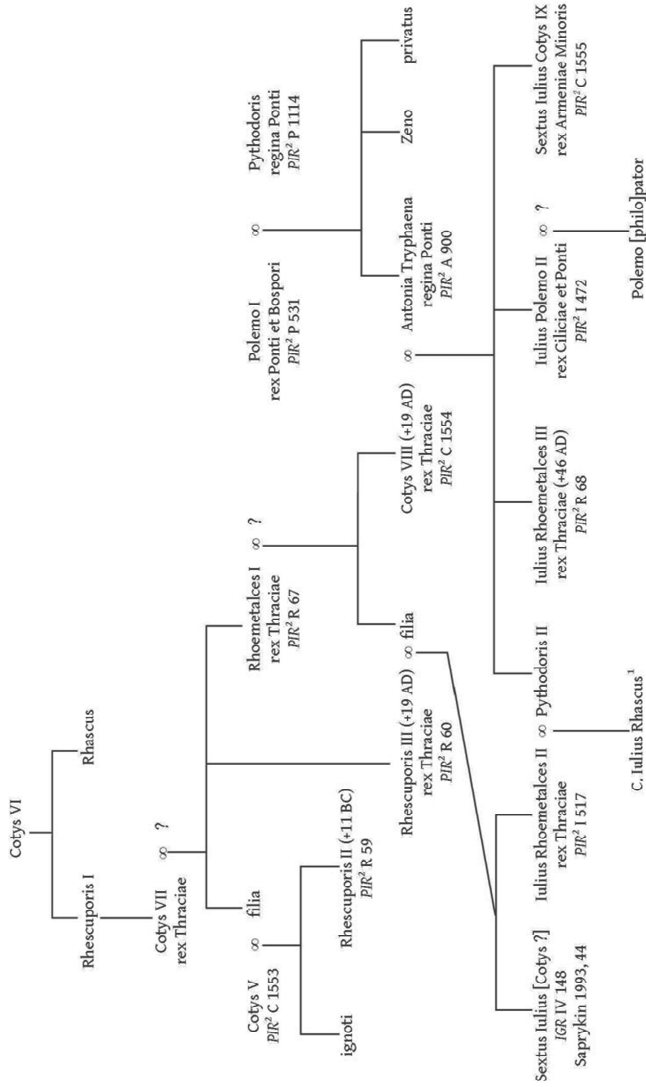 Cotys VI
Rhescuporis I
Rhascus
Cotys VII
rex Thraciae
∞ ?
Cotys V
PIR² C 1553
∞
filia
Rhoemetalces I
rex Thraciae
PIR² R 67
∞ ?
Polemo I
rex Ponti et Bospori
PIR² P 531
∞
Pythodoris
regina Ponti
PIR² P 1114
ignoti
Rhescuporis II (+11 BC)
PIR² R 59
Rhescuporis III (+19 AD)
rex Thraciae
PIR² R 60
∞ filia
Cotys VIII (+19 AD)
rex Thraciae
PIR² C 1554
∞
Antonia Tryphaena
regina Ponti
PIR² A 900
Zeno
privatus
Sextus Iulius [Cotys ?]
IGR IV 148
Saprykin 1993, 44
Iulius Rhoemetalces II
rex Thraciae
PIR² I 517
∞ Pythodoris II
Iulius Rhoemetalces III
rex Thraciae (+46 AD)
PIR² R 68
Iulius Polemo II
rex Ciliciae et Ponti
PIR² I 472
∞ ?
Sextus Iulius Cotys IX
rex Armeniae Minoris
PIR² C 1555
C. Iulius Rhascus¹
Polemo [philo]pator